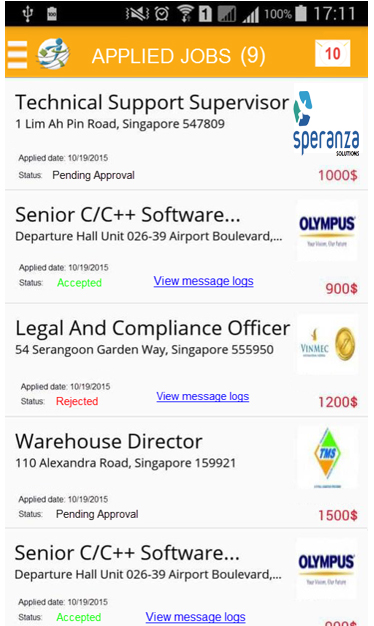 1 100% 17:11
APPLIED JOBS (9) 10
Technical Support Supervisor
1 Lim Ah Pin Road, Singapore 547809
speranza
SOLUTIONS
Applied date: 10/19/2015
Status: Pending Approval 1000$
Senior C/C++ Software...
Departure Hall Unit 026-39 Airport Boulevard,...
OLYMPUS
Your Vision, Our Future
Applied date: 10/19/2015
Status: Accepted View message logs 900$
Legal And Compliance Officer
54 Serangoon Garden Way, Singapore 555950
VINMEC
Applied date: 10/19/2015
Status: Rejected View message logs 1200$
Warehouse Director
110 Alexandra Road, Singapore 159921
TMS
Applied date: 10/19/2015
Status: Pending Approval 1500$
Senior C/C++ Software...
Departure Hall Unit 026-39 Airport Boulevard,...
OLYMPUS
Your Vision, Our Future
Applied date: 10/19/2015
Status: Accepted View message logs